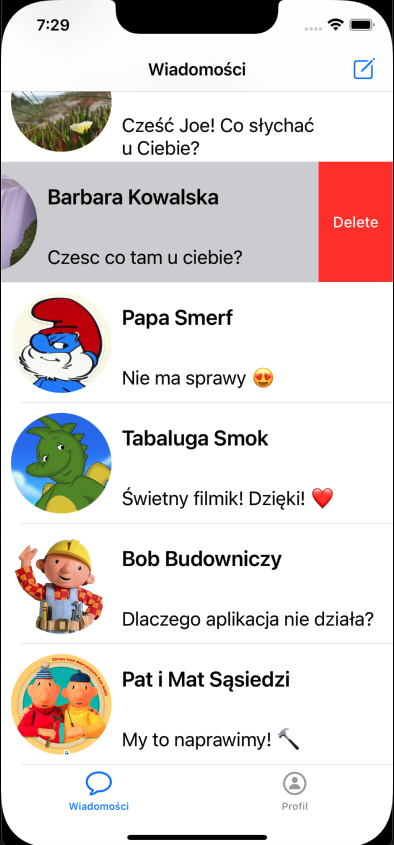 7:29
Wiadomości
Cześć Joe! Co słychać
u Ciebie?
Barbara Kowalska
Delete
Czesc co tam u ciebie?
Papa Smerf
Nie ma sprawy 😍
Tabaluga Smok
Świetny filmik! Dzięki! ❤️
Bob Budowniczy
Dlaczego aplikacja nie działa?
Pat i Mat Sąsiedzi
My to naprawimy! 🔨
Wiadomości
Profil